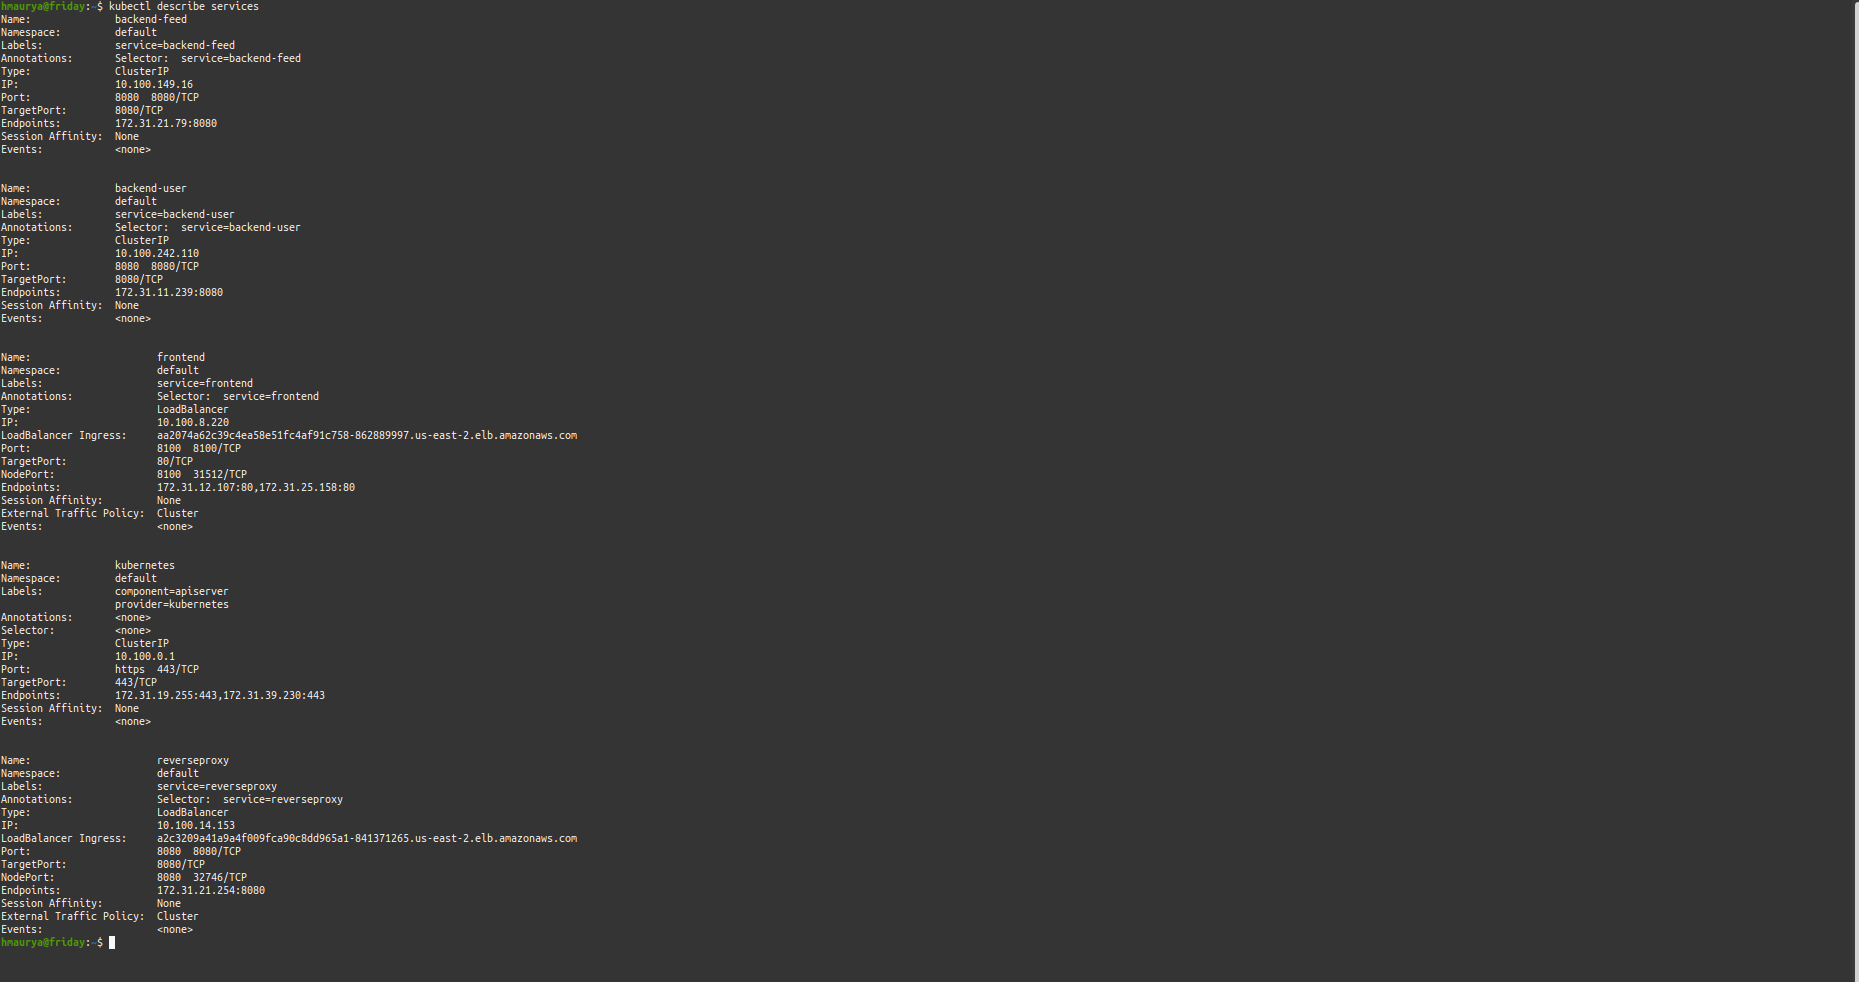 hmaurya@friday:~$ kubectl describe services
Name:              backend-feed
Namespace:         default
Labels:            service=backend-feed
Annotations:       Selector:  service=backend-feed
Type:              ClusterIP
IP:                10.100.149.16
Port:              8080  8080/TCP
TargetPort:        8080/TCP
Endpoints:         172.31.21.79:8080
Session Affinity:  None
Events:            <none>
Name:              backend-user
Namespace:         default
Labels:            service=backend-user
Annotations:       Selector:  service=backend-user
Type:              ClusterIP
IP:                10.100.242.110
Port:              8080  8080/TCP
TargetPort:        8080/TCP
Endpoints:         172.31.11.239:8080
Session Affinity:  None
Events:            <none>
Name:                     frontend
Namespace:                default
Labels:                   service=frontend
Annotations:              Selector:  service=frontend
Type:                     LoadBalancer
IP:                       10.100.8.220
LoadBalancer Ingress:     aa2074a62c39c4ea58e51fc4af91c758-862889997.us-east-2.elb.amazonaws.com
Port:                     8100  8100/TCP
TargetPort:               80/TCP
NodePort:                 8100  31512/TCP
Endpoints:                172.31.12.107:80,172.31.25.158:80
Session Affinity:         None
External Traffic Policy:  Cluster
Events:                   <none>
Name:              kubernetes
Namespace:         default
Labels:            component=apiserver
                   provider=kubernetes
Annotations:       <none>
Selector:          <none>
Type:              ClusterIP
IP:                10.100.0.1
Port:              https  443/TCP
TargetPort:        443/TCP
Endpoints:         172.31.19.255:443,172.31.39.230:443
Session Affinity:  None
Events:            <none>
Name:                     reverseproxy
Namespace:                default
Labels:                   service=reverseproxy
Annotations:              Selector:  service=reverseproxy
Type:                     LoadBalancer
IP:                       10.100.14.153
LoadBalancer Ingress:     a2c3209a41a9a4f009fca90c8dd965a1-841371265.us-east-2.elb.amazonaws.com
Port:                     8080  8080/TCP
TargetPort:               8080/TCP
NodePort:                 8080  32746/TCP
Endpoints:                172.31.21.254:8080
Session Affinity:         None
External Traffic Policy:  Cluster
Events:                   <none>
hmaurya@friday:~$